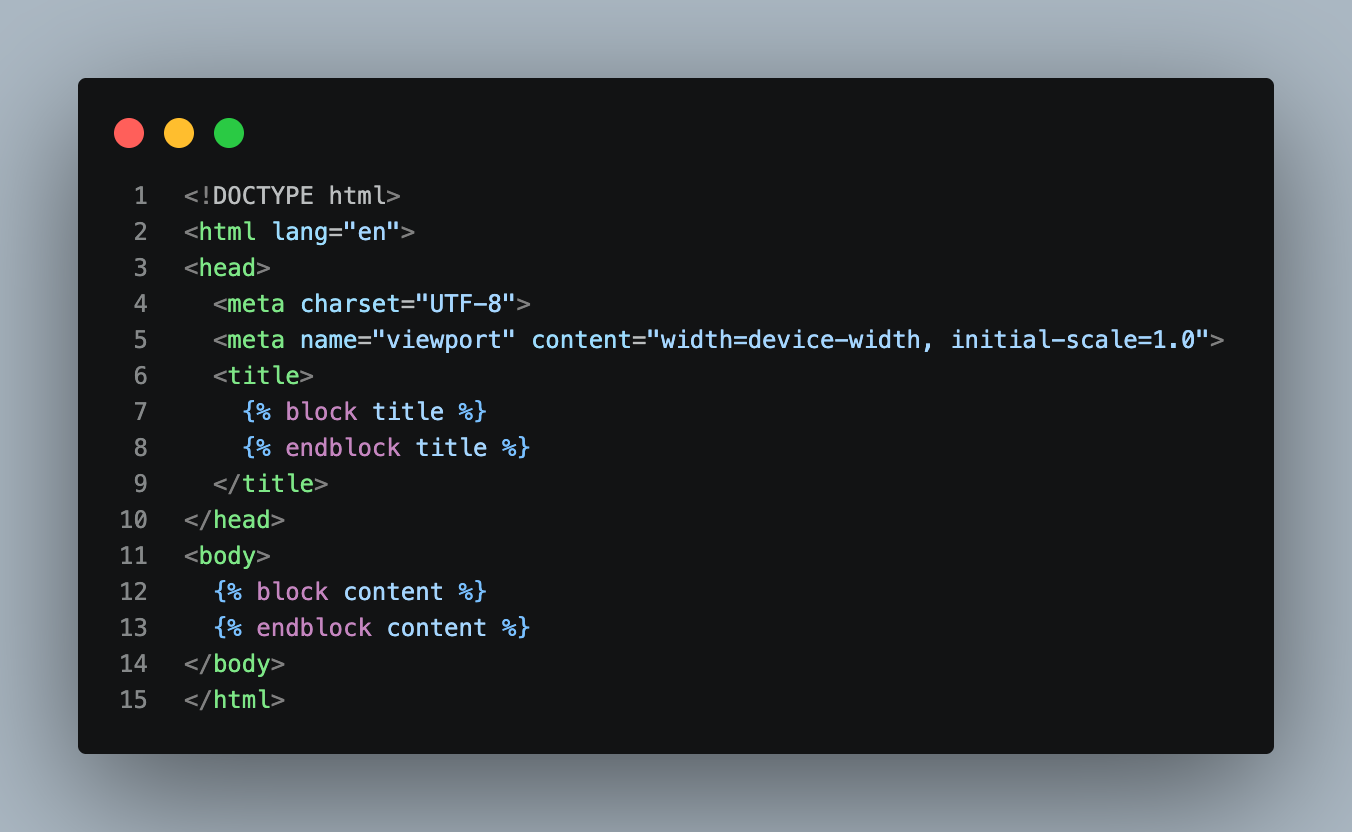 1 <!DOCTYPE html>
2 <html lang="en">
3 <head>
4   <meta charset="UTF-8">
5   <meta name="viewport" content="width=device-width, initial-scale=1.0">
6   <title>
7     {% block title %}
8     {% endblock title %}
9   </title>
10 </head>
11 <body>
12   {% block content %}
13   {% endblock content %}
14 </body>
15 </html>